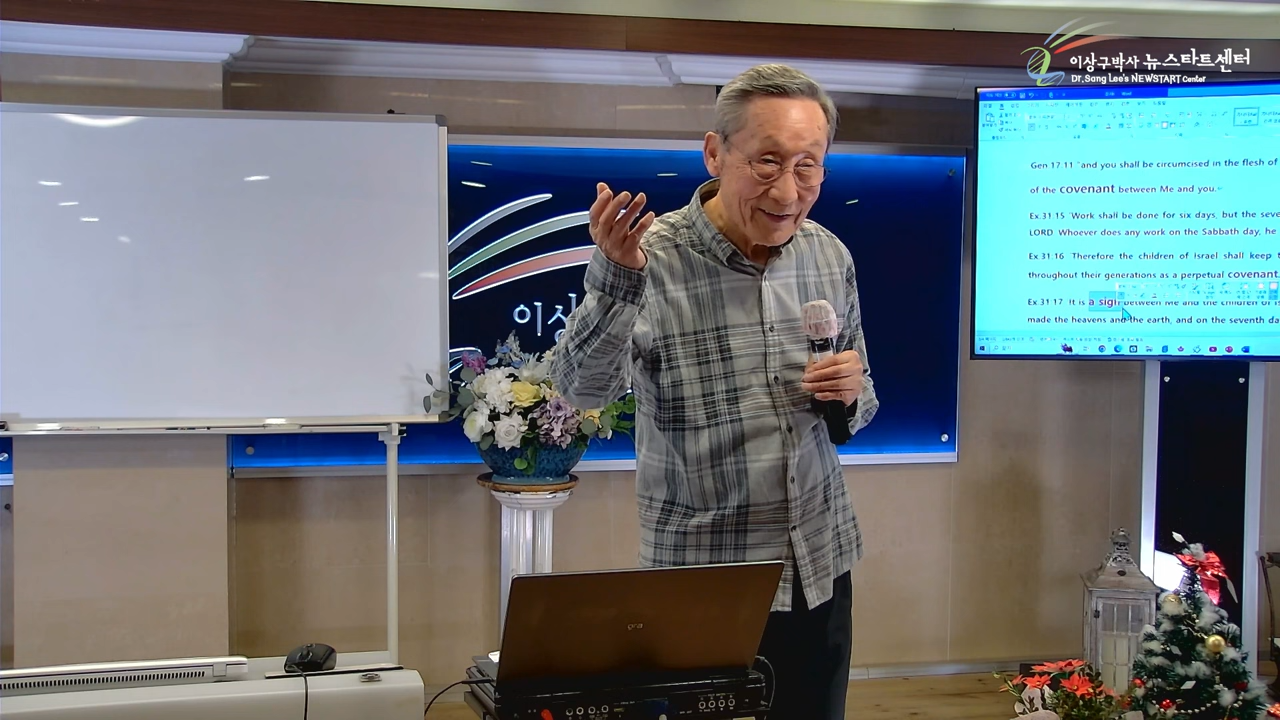 이상구박사 뉴스타트센터
Dr. Sang Lee's NEWSTART Center
Gen 17:11 "and you shall be circumcised in the flesh of
of the covenant between Me and you."
Ex.31:15 'Work shall be done for six days, but the seve
LORD. Whoever does any work on the Sabbath day, he
Ex.31:16 Therefore the children of Israel shall keep t
throughout their generations as a perpetual covenant.
Ex.31:17 'It is a sign between Me and the children of Is
made the heavens and the earth, and on the seventh da
이상
gram